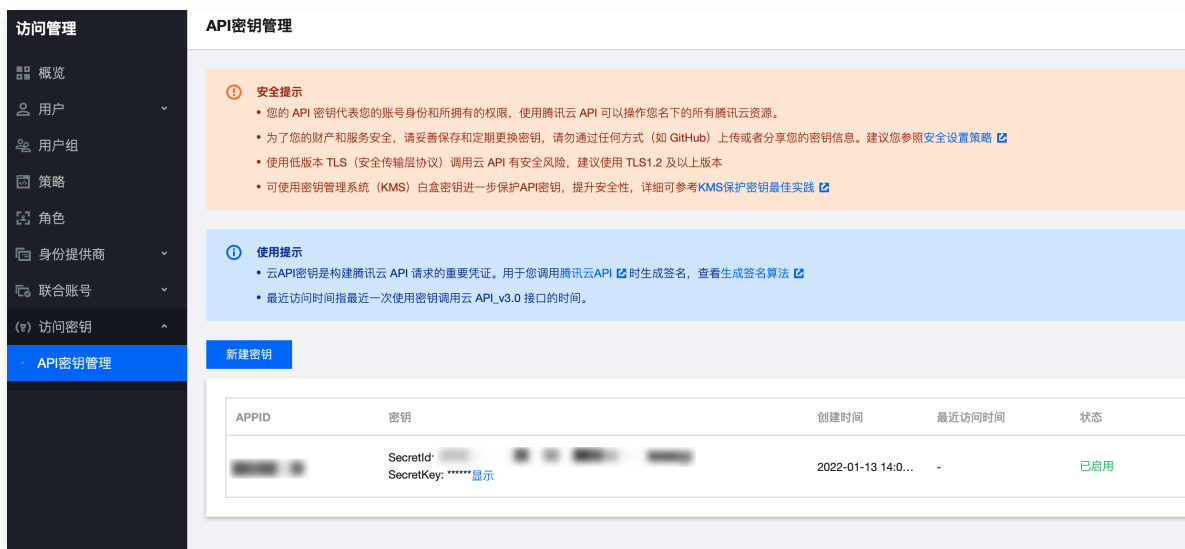 访问管理
API密钥管理
概览
用户
用户组
策略
角色
身份提供商
联合账号
访问密钥
API密钥管理
安全提示
• 您的 API 密钥代表您的账号身份和所拥有的权限，使用腾讯云 API 可以操作您名下的所有腾讯云资源。
• 为了您的财产和服务安全，请妥善保存和定期更换密钥，请勿通过任何方式（如 GitHub）上传或者分享您的密钥信息。建议您参照安全设置策略
• 使用低版本 TLS（安全传输层协议）调用云 API 有安全风险，建议使用 TLS1.2 及以上版本
• 可使用密钥管理系统（KMS）白盒密钥进一步保护API密钥，提升安全性，详细可参考KMS保护密钥最佳实践
使用提示
• 云API密钥是构建腾讯云 API 请求的重要凭证。用于您调用腾讯云API 时生成签名，查看生成签名算法
• 最近访问时间指最近一次使用密钥调用云 API_v3.0 接口的时间。
新建密钥
APPID 密钥 创建时间 最近访问时间 状态
SecretId:
SecretKey: ******显示 2022-01-13 14:0... - 已启用